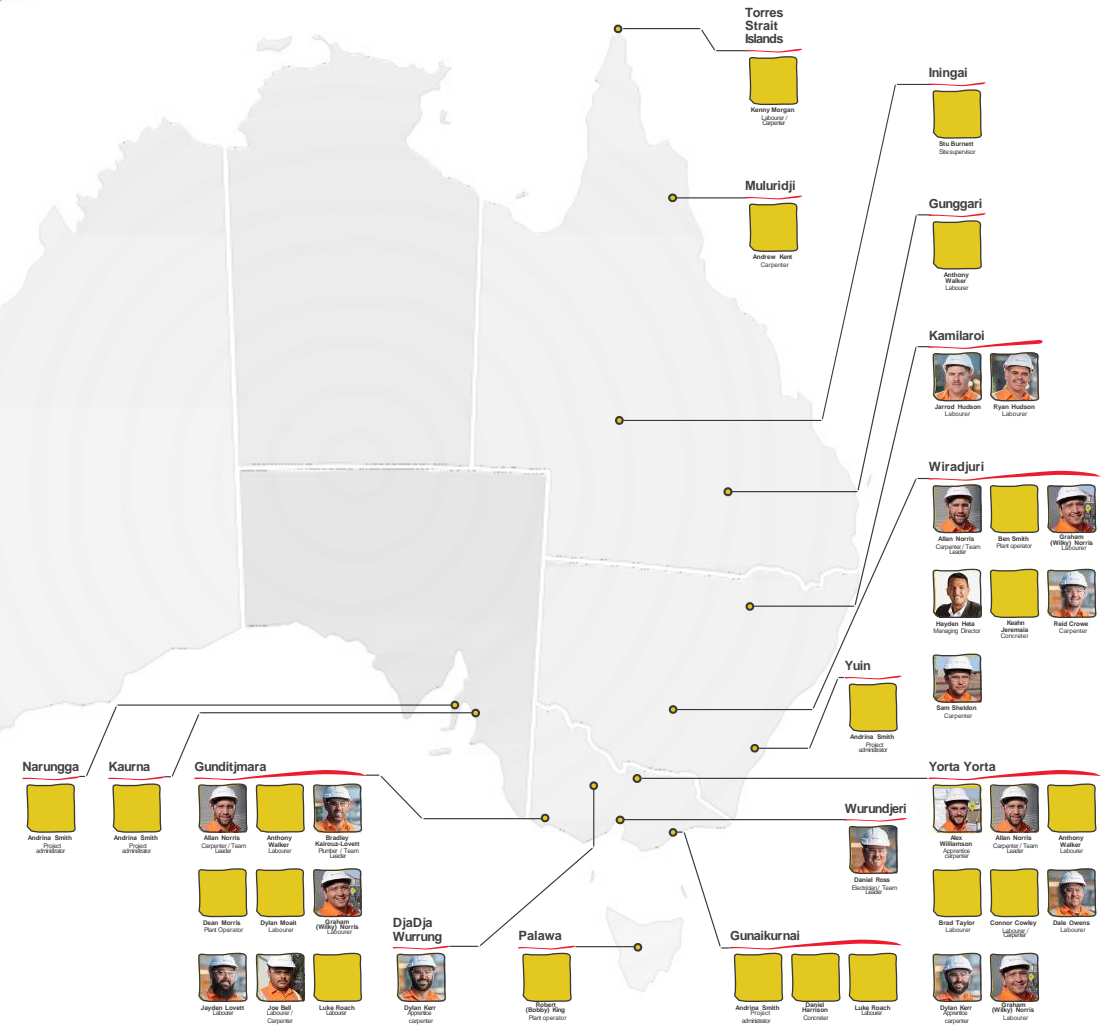 Torres
Strait
Islands
Kenny Morgan
Labourer /
Carpenter
Iningai
Stu Burnett
Site supervisor
Muluridji
Andrew Kent
Carpenter
Gunggari
Anthony
Walker
Labourer
Kamilaroi
Jarrod Hudson
Labourer
Ryan Hudson
Labourer
Wiradjuri
Allan Norris
Carpenter / Team
Leader
Ben Smith
Plant operator
Graham
(Wilky) Norris
Labourer
Hayden Heta
Managing Director
Keahn
Jeremaia
Concreter
Reid Crowe
Carpenter
Sam Sheldon
Carpenter
Yuin
Andrina Smith
Project
administrator
Narungga
Andrina Smith
Project
administrator
Kaurna
Andrina Smith
Project
administrator
Gunditjmara
Allan Norris
Carpenter / Team
Leader
Anthony
Walker
Labourer
Bradley
Kairouz-Lovett
Plumber / Team
Leader
Dean Morris
Plant Operator
Dylan Moait
Labourer
Graham
(Wilky) Norris
Labourer
Jayden Lovett
Labourer
Joe Bell
Labourer /
Carpenter
Luke Roach
Labourer
DjaDja
Wurrung
Dylan Kerr
Apprentice
carpenter
Palawa
Robert
(Bobby) King
Plant operator
Wurundjeri
Daniel Ross
Electrician / Team
Leader
Gunaikurnai
Andrina Smith
Project
administrator
Daniel
Harrison
Concreter
Luke Roach
Labourer
Yorta Yorta
Alex
Williamson
Apprentice
carpenter
Allan Norris
Carpenter / Team
Leader
Anthony
Walker
Labourer
Brad Taylor
Labourer
Connor Cowley
Labourer /
Carpenter
Dale Owens
Labourer
Dylan Kerr
Apprentice
carpenter
Graham
(Wilky) Norris
Labourer